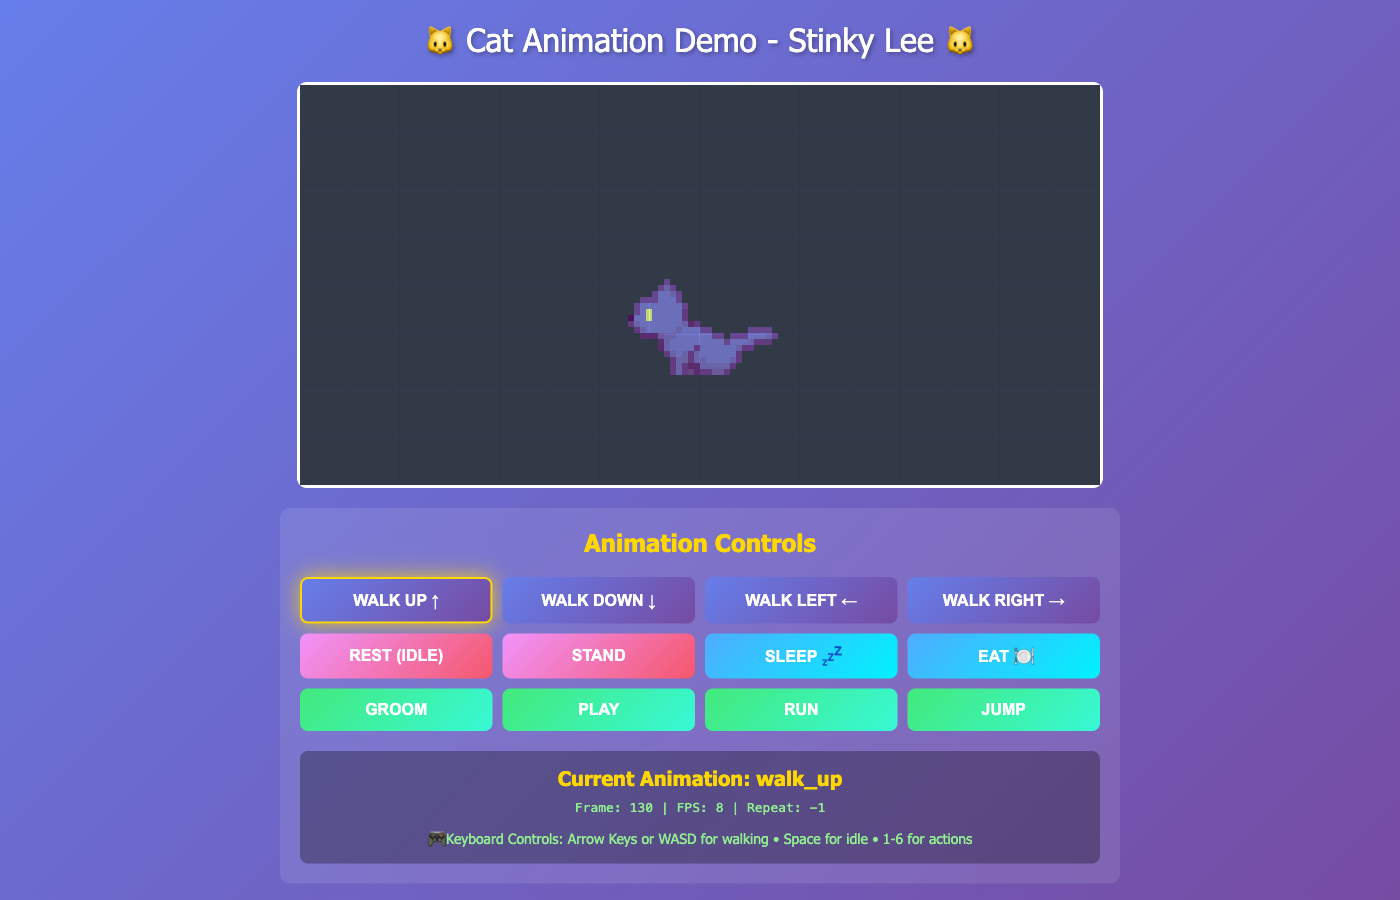 🐱 Cat Animation Demo - Stinky Lee 🐱
Animation Controls
WALK UP ↑
WALK DOWN ↓
WALK LEFT ←
WALK RIGHT →
REST (IDLE)
STAND
SLEEP 💤
EAT 🍽️
GROOM
PLAY
RUN
JUMP
Current Animation: walk_up
Frame: 130 | FPS: 8 | Repeat: -1
🎮Keyboard Controls: Arrow Keys or WASD for walking • Space for idle • 1-6 for actions